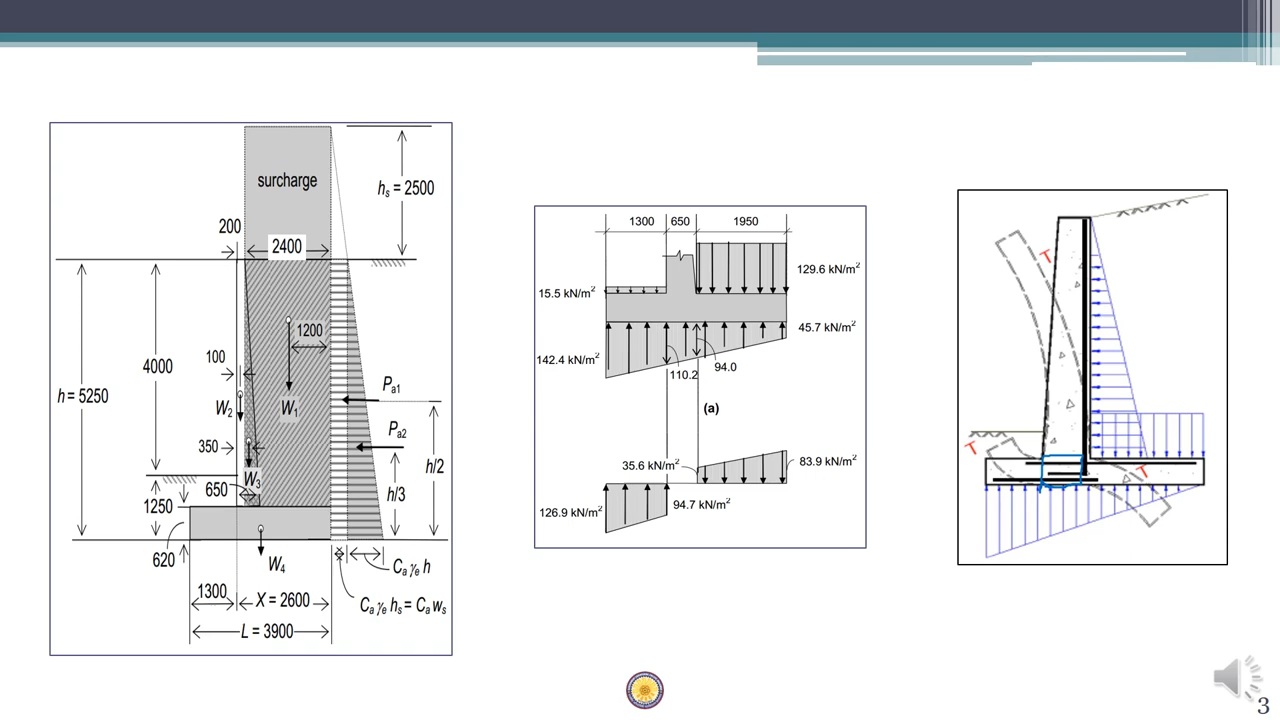 surcharge
hs = 2500
200
2400
1200
100
4000
h = 5250
Pa1
W2
W1
Pa2
350
h/2
W3
650
h/3
1250
620
W4
Ca γe h
1300
X = 2600
Ca γe hs = Ca ws
L = 3900
1300 650 1950
129.6 kN/m2
15.5 kN/m2
45.7 kN/m2
142.4 kN/m2
94.0
110.2
(a)
35.6 kN/m2
83.9 kN/m2
94.7 kN/m2
126.9 kN/m2
T
T
T
3